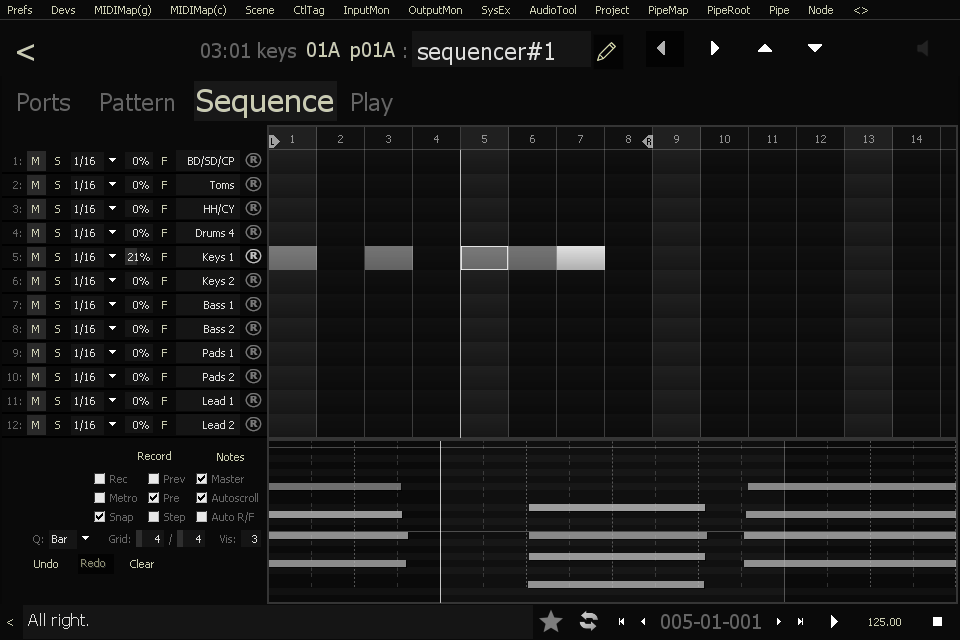 Prefs Devs MIDIMap(g) MIDIMap(c) Scene CtlTag InputMon OutputMon SysEx AudioTool Project PipeMap PipeRoot Pipe Node <>
< 03:01 keys 01A p01A : sequencer#1
Ports Pattern Sequence Play
L 1 2 3 4 5 6 7 8 R 9 10 11 12 13 14
1: M S 1/16 0% F BD/SD/CP R
2: M S 1/16 0% F Toms R
3: M S 1/16 0% F HH/CY R
4: M S 1/16 0% F Drums 4 R
5: M S 1/16 21% F Keys 1 R
6: M S 1/16 0% F Keys 2 R
7: M S 1/16 0% F Bass 1 R
8: M S 1/16 0% F Bass 2 R
9: M S 1/16 0% F Pads 1 R
10: M S 1/16 0% F Pads 2 R
11: M S 1/16 0% F Lead 1 R
12: M S 1/16 0% F Lead 2 R
Record Notes
Rec Prev Master
Metro Pre Autoscroll
Snap Step Auto R/F
Q: Bar Grid: 4 / 4 Vis: 3
Undo Redo Clear
< All right. 005-01-001 125.00